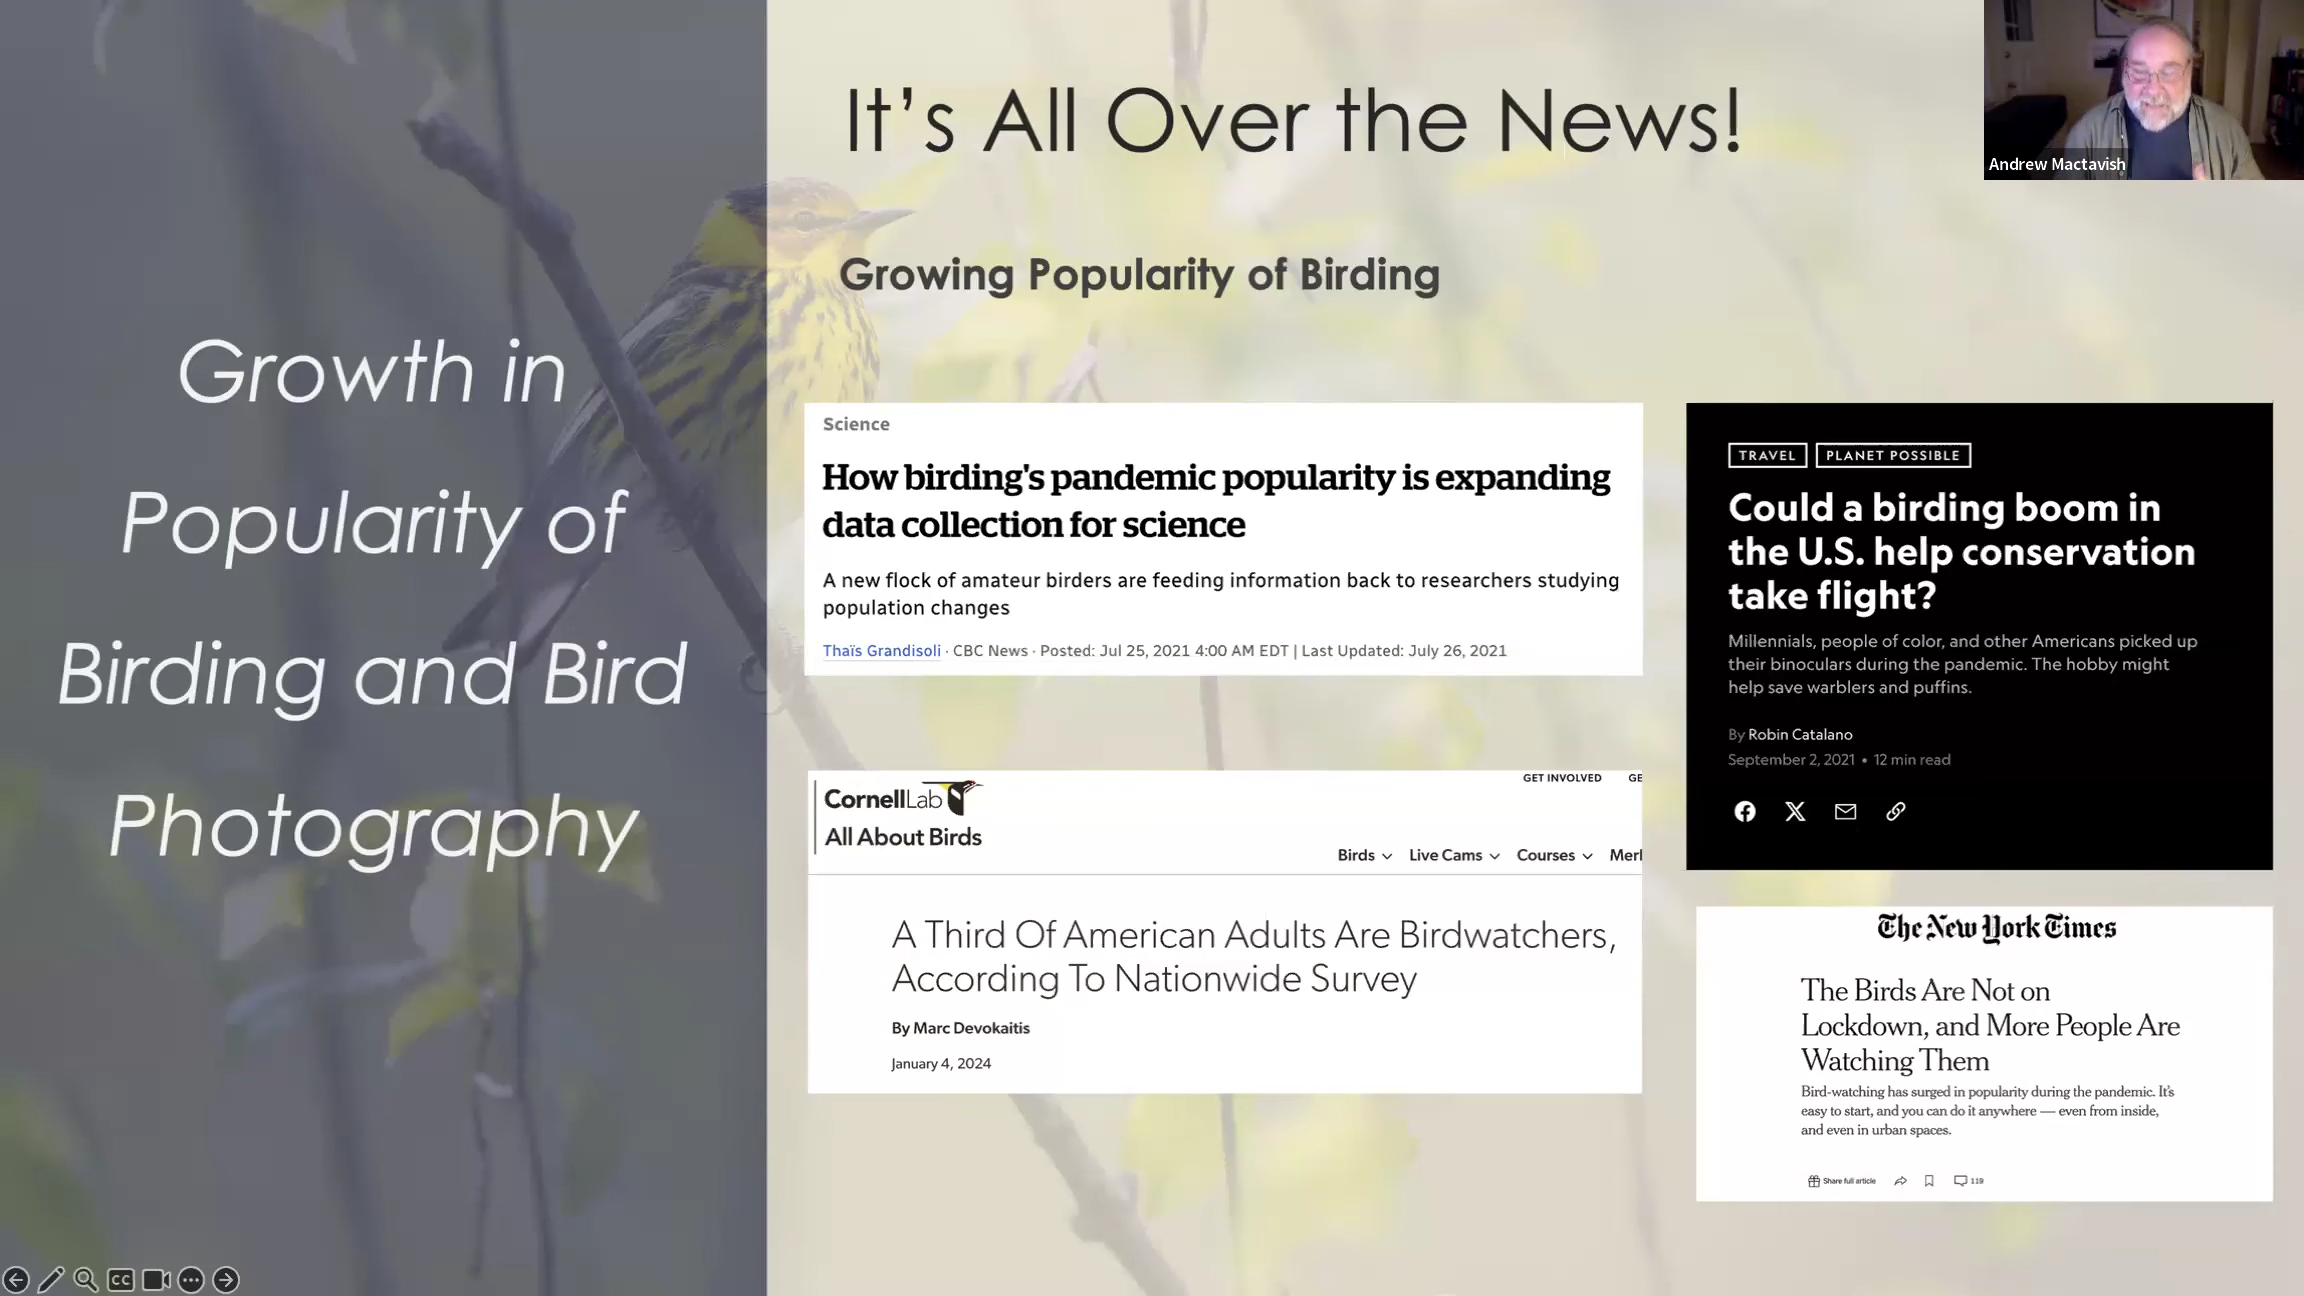 Growth in
Popularity of
Birding and Bird
Photography
It's All Over the News!
Growing Popularity of Birding
Science
How birding's pandemic popularity is expanding
data collection for science
A new flock of amateur birders are feeding information back to researchers studying
population changes
Thaïs Grandisoli · CBC News · Posted: Jul 25, 2021 4:00 AM EDT | Last Updated: July 26, 2021
TRAVEL PLANET POSSIBLE
Could a birding boom in
the U.S. help conservation
take flight?
Millennials, people of color, and other Americans picked up
their binoculars during the pandemic. The hobby might
help save warblers and puffins.
By Robin Catalano
September 2, 2021 • 12 min read
CornellLab
All About Birds
GET INVOLVED GE
Birds Live Cams Courses Merl
A Third Of American Adults Are Birdwatchers,
According To Nationwide Survey
By Marc Devokaitis
January 4, 2024
The New York Times
The Birds Are Not on
Lockdown, and More People Are
Watching Them
Bird-watching has surged in popularity during the pandemic. It's
easy to start, and you can do it anywhere — even from inside,
and even in urban spaces.
Share full article 119
Andrew Mactavish
CC